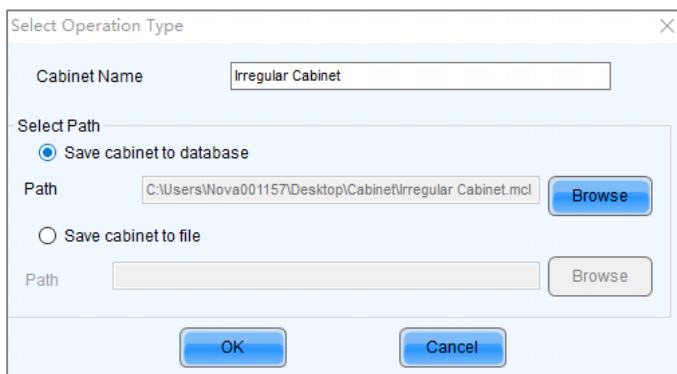 Select Operation Type
Cabinet Name Irregular Cabinet
Select Path
Save cabinet to database
Path C:\Users\Nova001157\Desktop\Cabinet\Irregular Cabinet.mcl Browse
Save cabinet to file
Path Browse
OK Cancel